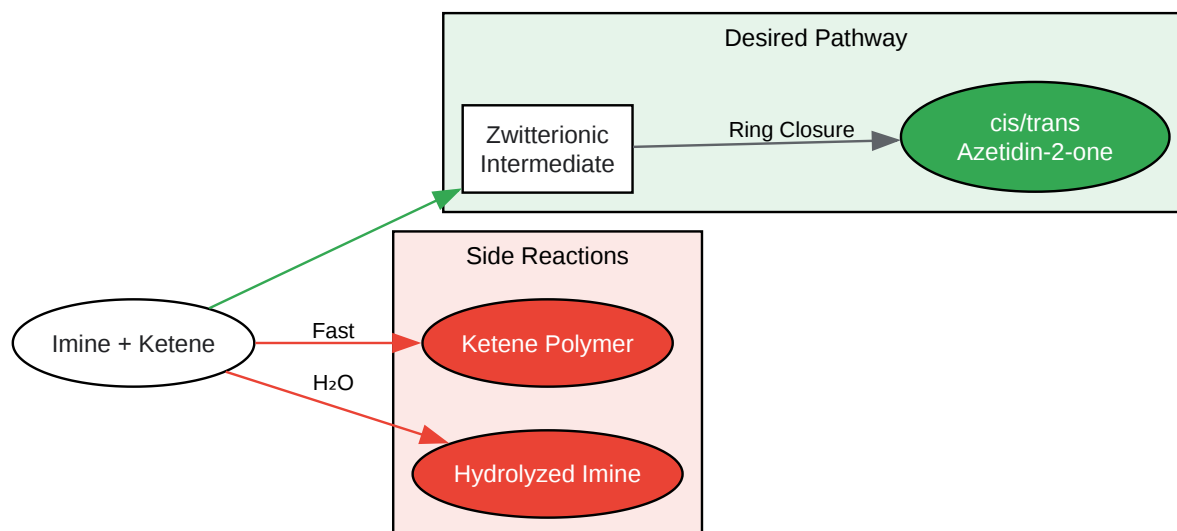 Desired Pathway
Zwitterionic
Intermediate
Ring Closure
cis/trans
Azetidin-2-one
Side Reactions
Imine + Ketene
Fast
Ketene Polymer
H₂O
Hydrolyzed Imine